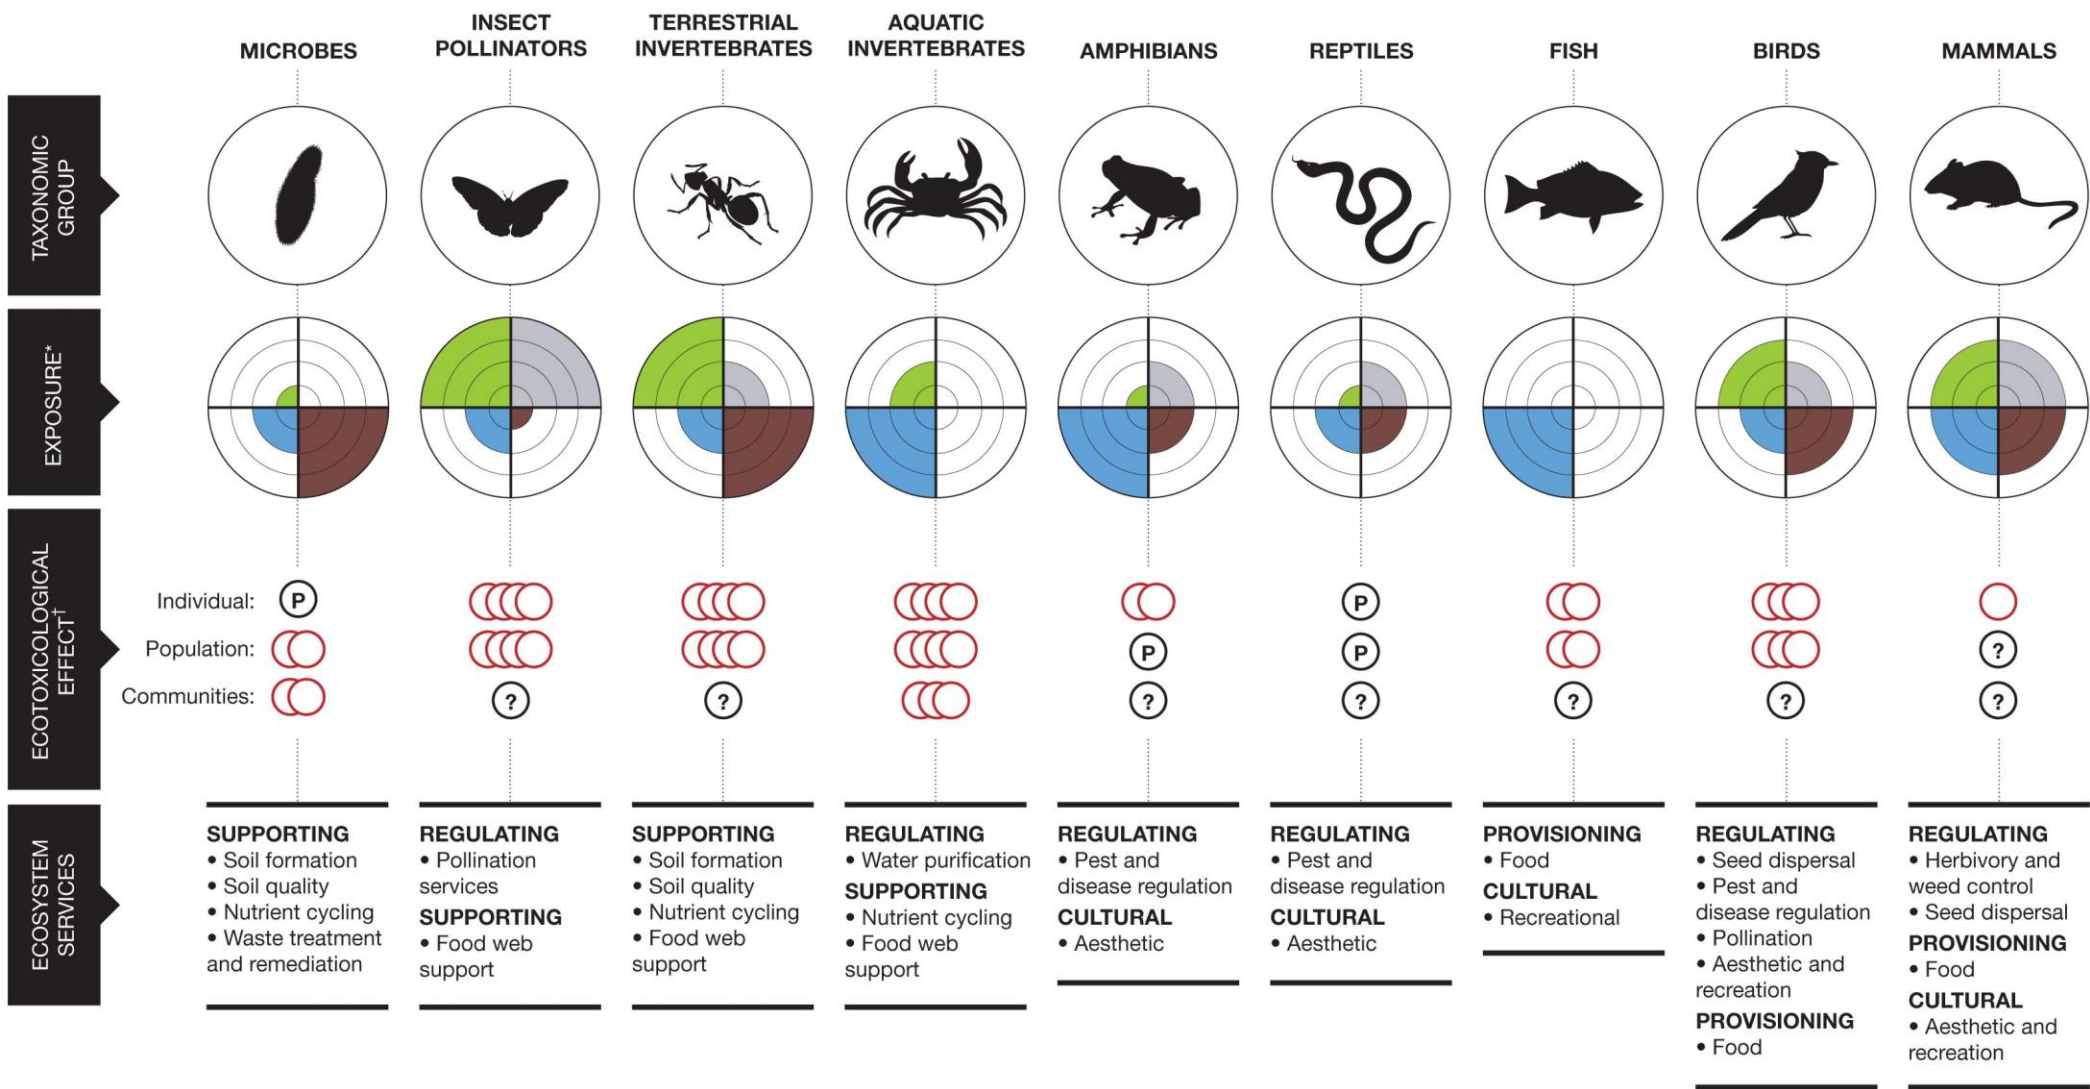 MICROBES
INSECT
POLLINATORS
TERRESTRIAL
INVERTEBRATES
AQUATIC
INVERTEBRATES
AMPHIBIANS
REPTILES
FISH
BIRDS
MAMMALS
TAXONOMIC
GROUP
EXPOSURE*
ECOTOXICOLOGICAL
EFFECT†
Individual:
P
P
Population:
P
P
?
Communities:
?
?
?
?
?
?
?
ECOSYSTEM
SERVICES
SUPPORTING
• Soil formation
• Soil quality
• Nutrient cycling
• Waste treatment
and remediation
REGULATING
• Pollination
services
SUPPORTING
• Food web
support
SUPPORTING
• Soil formation
• Soil quality
• Nutrient cycling
• Food web
support
REGULATING
• Water purification
SUPPORTING
• Nutrient cycling
• Food web
support
REGULATING
• Pest and
disease regulation
CULTURAL
• Aesthetic
REGULATING
• Pest and
disease regulation
CULTURAL
• Aesthetic
PROVISIONING
• Food
CULTURAL
• Recreational
REGULATING
• Seed dispersal
• Pest and
disease regulation
• Pollination
• Aesthetic and
recreation
PROVISIONING
• Food
REGULATING
• Herbivory and
weed control
• Seed dispersal
PROVISIONING
• Food
CULTURAL
• Aesthetic and
recreation